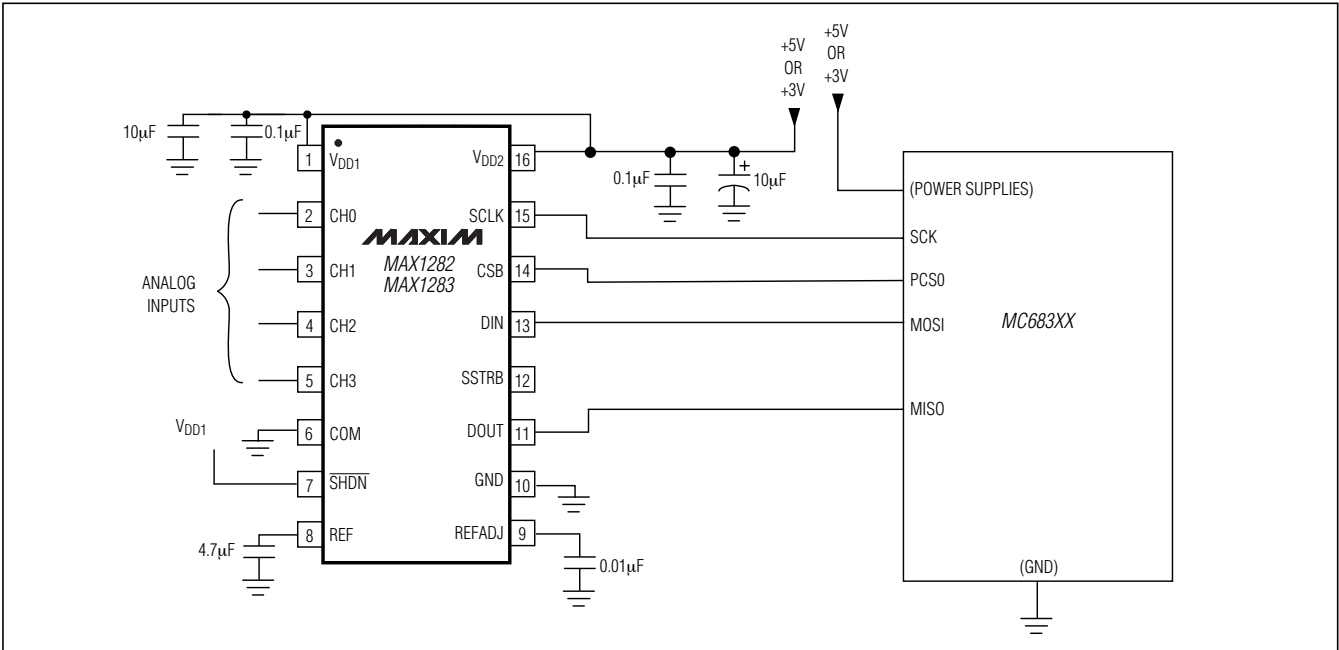 +5V
OR
+3V
+5V
OR
+3V
10μF
0.1μF
1 VDD1
VDD2 16
0.1μF
+
10μF
(POWER SUPPLIES)
2 CH0
SCLK 15
SCK
MAXIM
MAX1282
MAX1283
3 CH1
CSB 14
PCS0
ANALOG
INPUTS
4 CH2
DIN 13
MOSI
MC683XX
5 CH3
SSTRB 12
VDD1
6 COM
DOUT 11
MISO
7 SHDN
GND 10
8 REF
REFADJ 9
4.7μF
0.01μF
(GND)